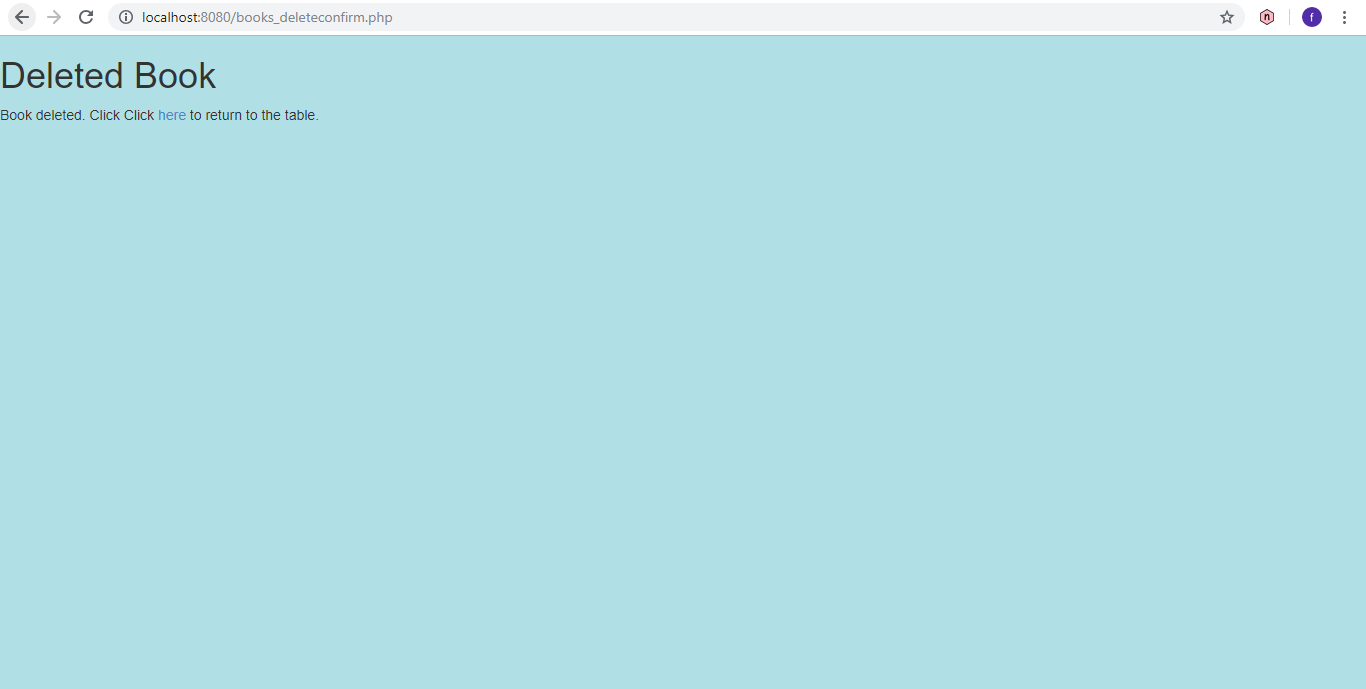 localhost:8080/books_deleteconfirm.php
n
f
Deleted Book
Book deleted. Click Click here to return to the table.